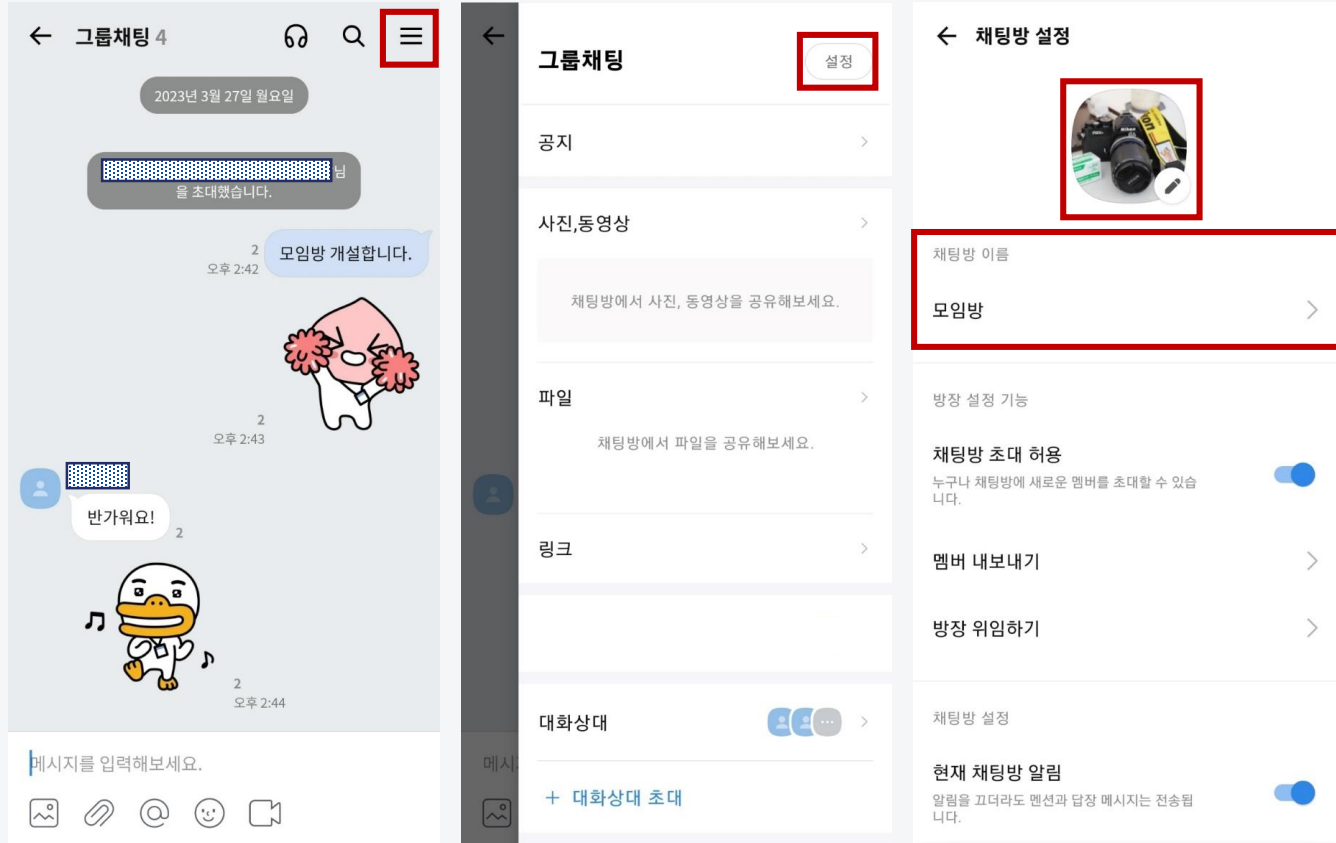 그룹채팅 4
2023년 3월 27일 월요일
님
을 초대했습니다.
모임방 개설합니다.
2
오후 2:42
2
오후 2:43
반가워요!
2
2
오후 2:44
메시지를 입력해보세요.
그룹채팅
설정
공지
사진,동영상
채팅방에서 사진, 동영상을 공유해보세요.
파일
채팅방에서 파일을 공유해보세요.
링크
대화상대
+ 대화상대 초대
메시
채팅방 설정
Nikon
채팅방 이름
모임방
방장 설정 기능
채팅방 초대 허용
누구나 채팅방에 새로운 멤버를 초대할 수 있습
니다.
멤버 내보내기
방장 위임하기
채팅방 설정
현재 채팅방 알림
알림을 끄더라도 멘션과 답장 메시지는 전송됩
니다.